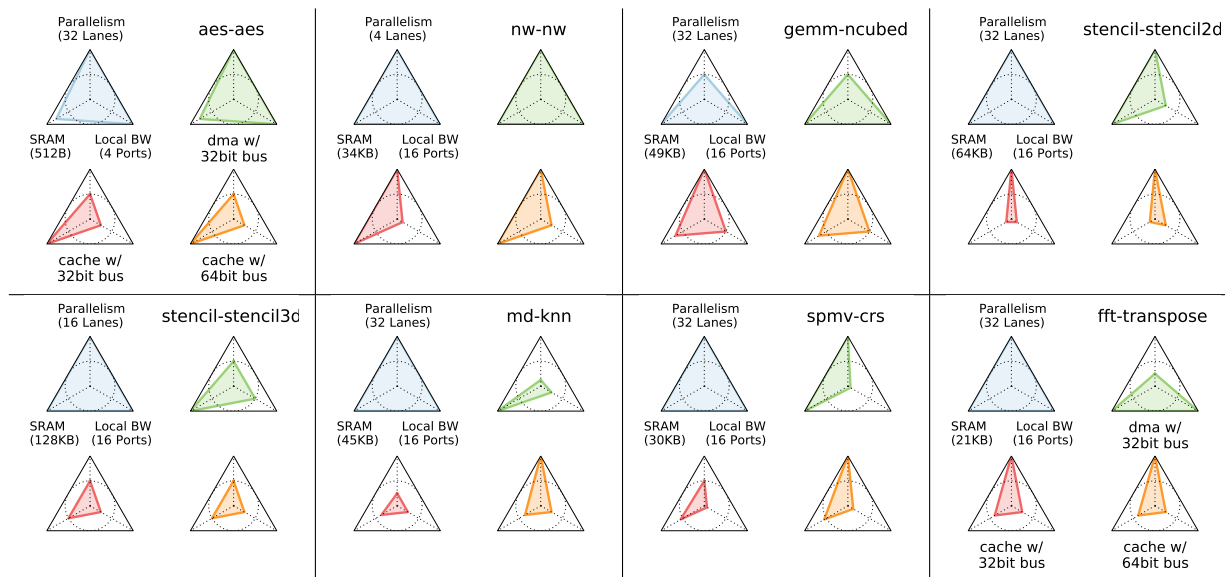 Parallelism
(32 Lanes)
aes-aes
SRAM
(512B)
Local BW
(4 Ports)
dma w/
32bit bus
cache w/
32bit bus
cache w/
64bit bus
Parallelism
(4 Lanes)
nw-nw
SRAM
(34KB)
Local BW
(16 Ports)
Parallelism
(32 Lanes)
gemm-ncubed
SRAM
(49KB)
Local BW
(16 Ports)
Parallelism
(32 Lanes)
stencil-stencil2d
SRAM
(64KB)
Local BW
(16 Ports)
Parallelism
(16 Lanes)
stencil-stencil3d
SRAM
(128KB)
Local BW
(16 Ports)
Parallelism
(32 Lanes)
md-knn
SRAM
(45KB)
Local BW
(16 Ports)
Parallelism
(32 Lanes)
spmv-crs
SRAM
(30KB)
Local BW
(16 Ports)
Parallelism
(32 Lanes)
fft-transpose
SRAM
(21KB)
Local BW
(16 Ports)
dma w/
32bit bus
cache w/
32bit bus
cache w/
64bit bus